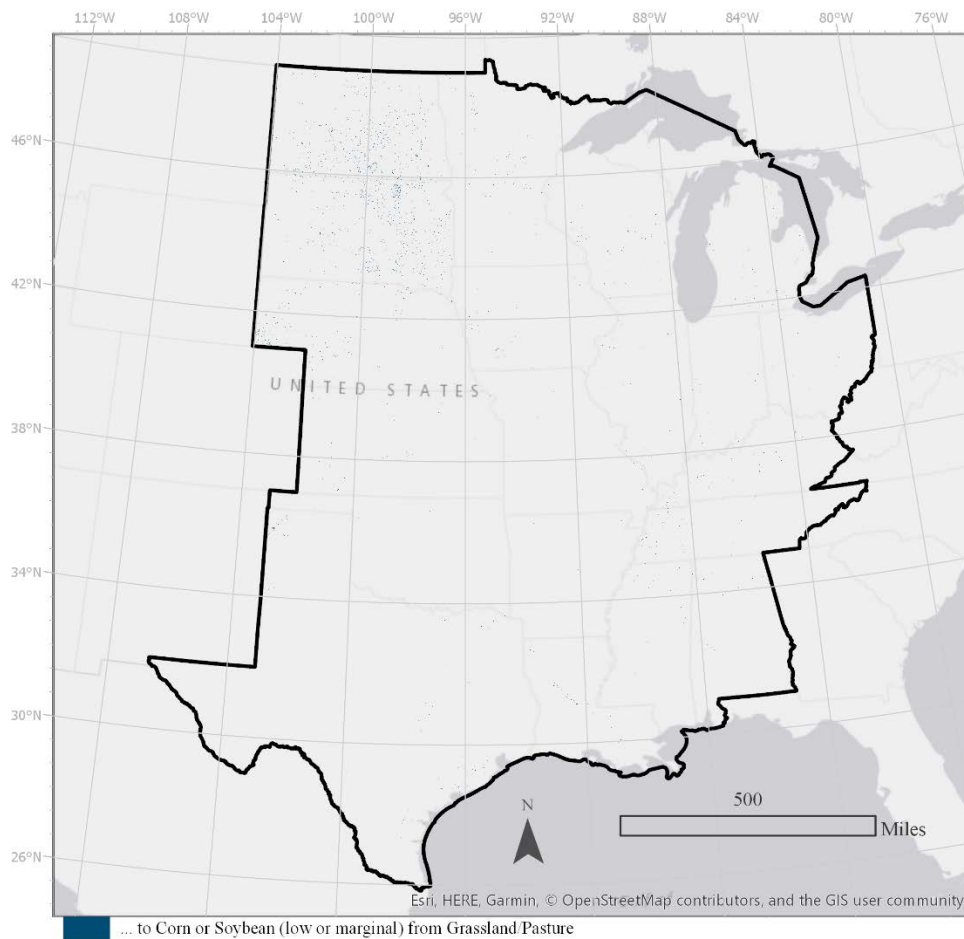 112°W 108°W 104°W 100°W 96°W 92°W 88°W 84°W 80°W 76°W
46°N
42°N
UNITED STATES
38°N
34°N
30°N
500
N
Miles
26°N
Esri, HERE, Garmin, © OpenStreetMap contributors, and the GIS user community
... to Corn or Soybean (low or marginal) from Grassland/Pasture